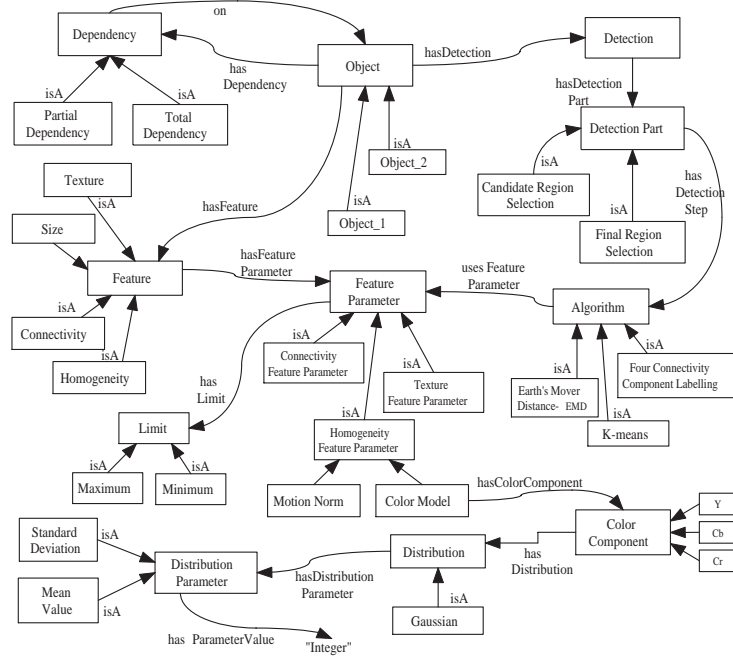 on
Dependency
hasDetection
Detection
has
Dependency
Object
isA
isA
hasDetection
Part
Partial
Dependency
Total
Dependency
Detection Part
isA
Object_2
isA
Candidate Region
Selection
has
Detection
Step
Texture
isA
isA
Object_1
isA
Final Region
Selection
Size
hasFeature
Feature
hasFeature
Parameter
Feature
Parameter
uses Feature
Parameter
Algorithm
isA
Connectivity
isA
Homogeneity
isA
Connectivity
Feature Parameter
isA
Texture
Feature Parameter
isA
Earth's Mover
Distance- EMD
isA
Four Connectivity
Component Labelling
has
Limit
isA
K-means
Limit
isA
Homogeneity
Feature Parameter
isA
isA
Maximum
Minimum
Motion Norm
Color Model
hasColorComponent
Color
Component
Y
Cb
Cr
Standard
Deviation
isA
Distribution
Parameter
hasDistribution
Parameter
Distribution
has
Distribution
Mean
Value
isA
isA
Gaussian
has ParameterValue
"Integer"